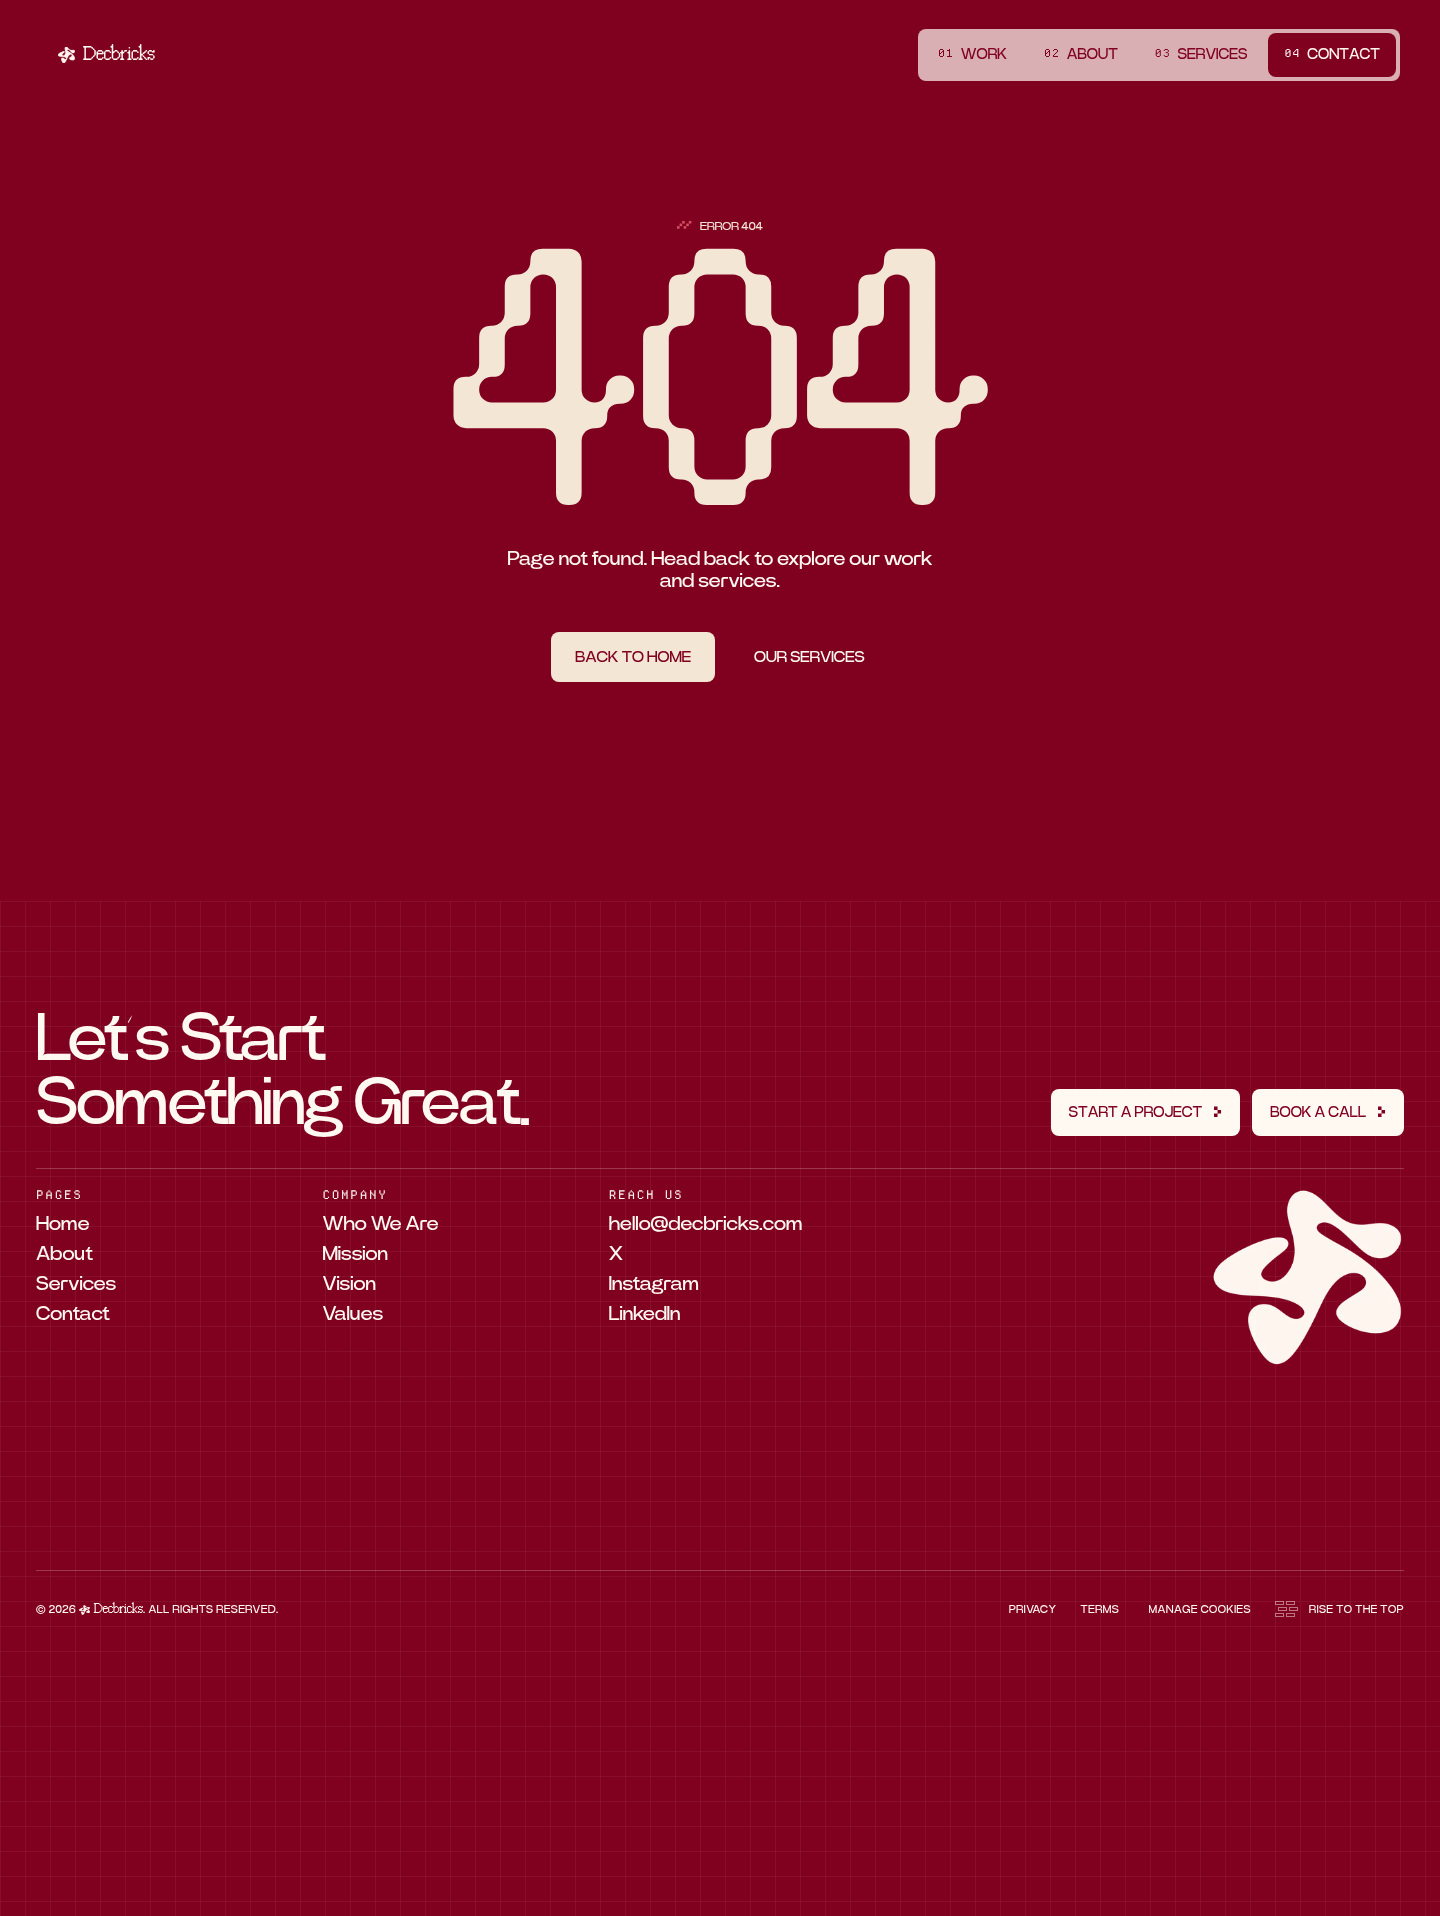 Decbricks
01 WORK 02 ABOUT 03 SERVICES 04 CONTACT
ERROR 404
404
Page not found. Head back to explore our work
and services.
BACK TO HOME OUR SERVICES
Let's Start
Something Great.
START A PROJECT BOOK A CALL
PAGES
Home
About
Services
Contact
COMPANY
Who We Are
Mission
Vision
Values
REACH US
hello@decbricks.com
X
Instagram
LinkedIn
© 2026 Decbricks. ALL RIGHTS RESERVED.
PRIVACY TERMS MANAGE COOKIES RISE TO THE TOP